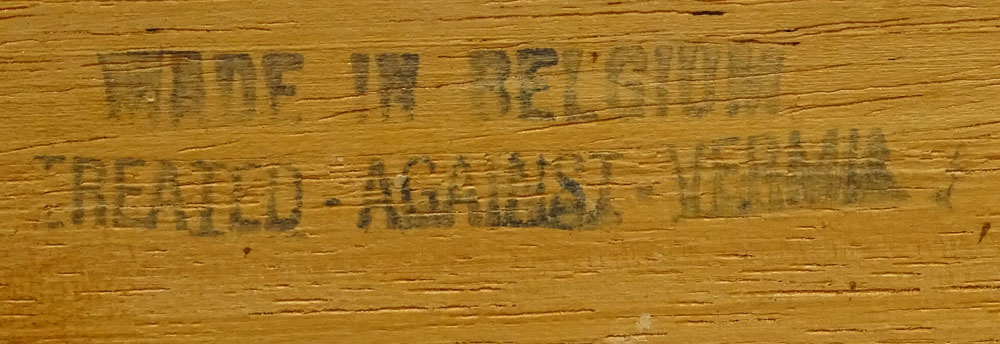 MADE IN BELGIUM
TREATED · AGAINST · VERMIN